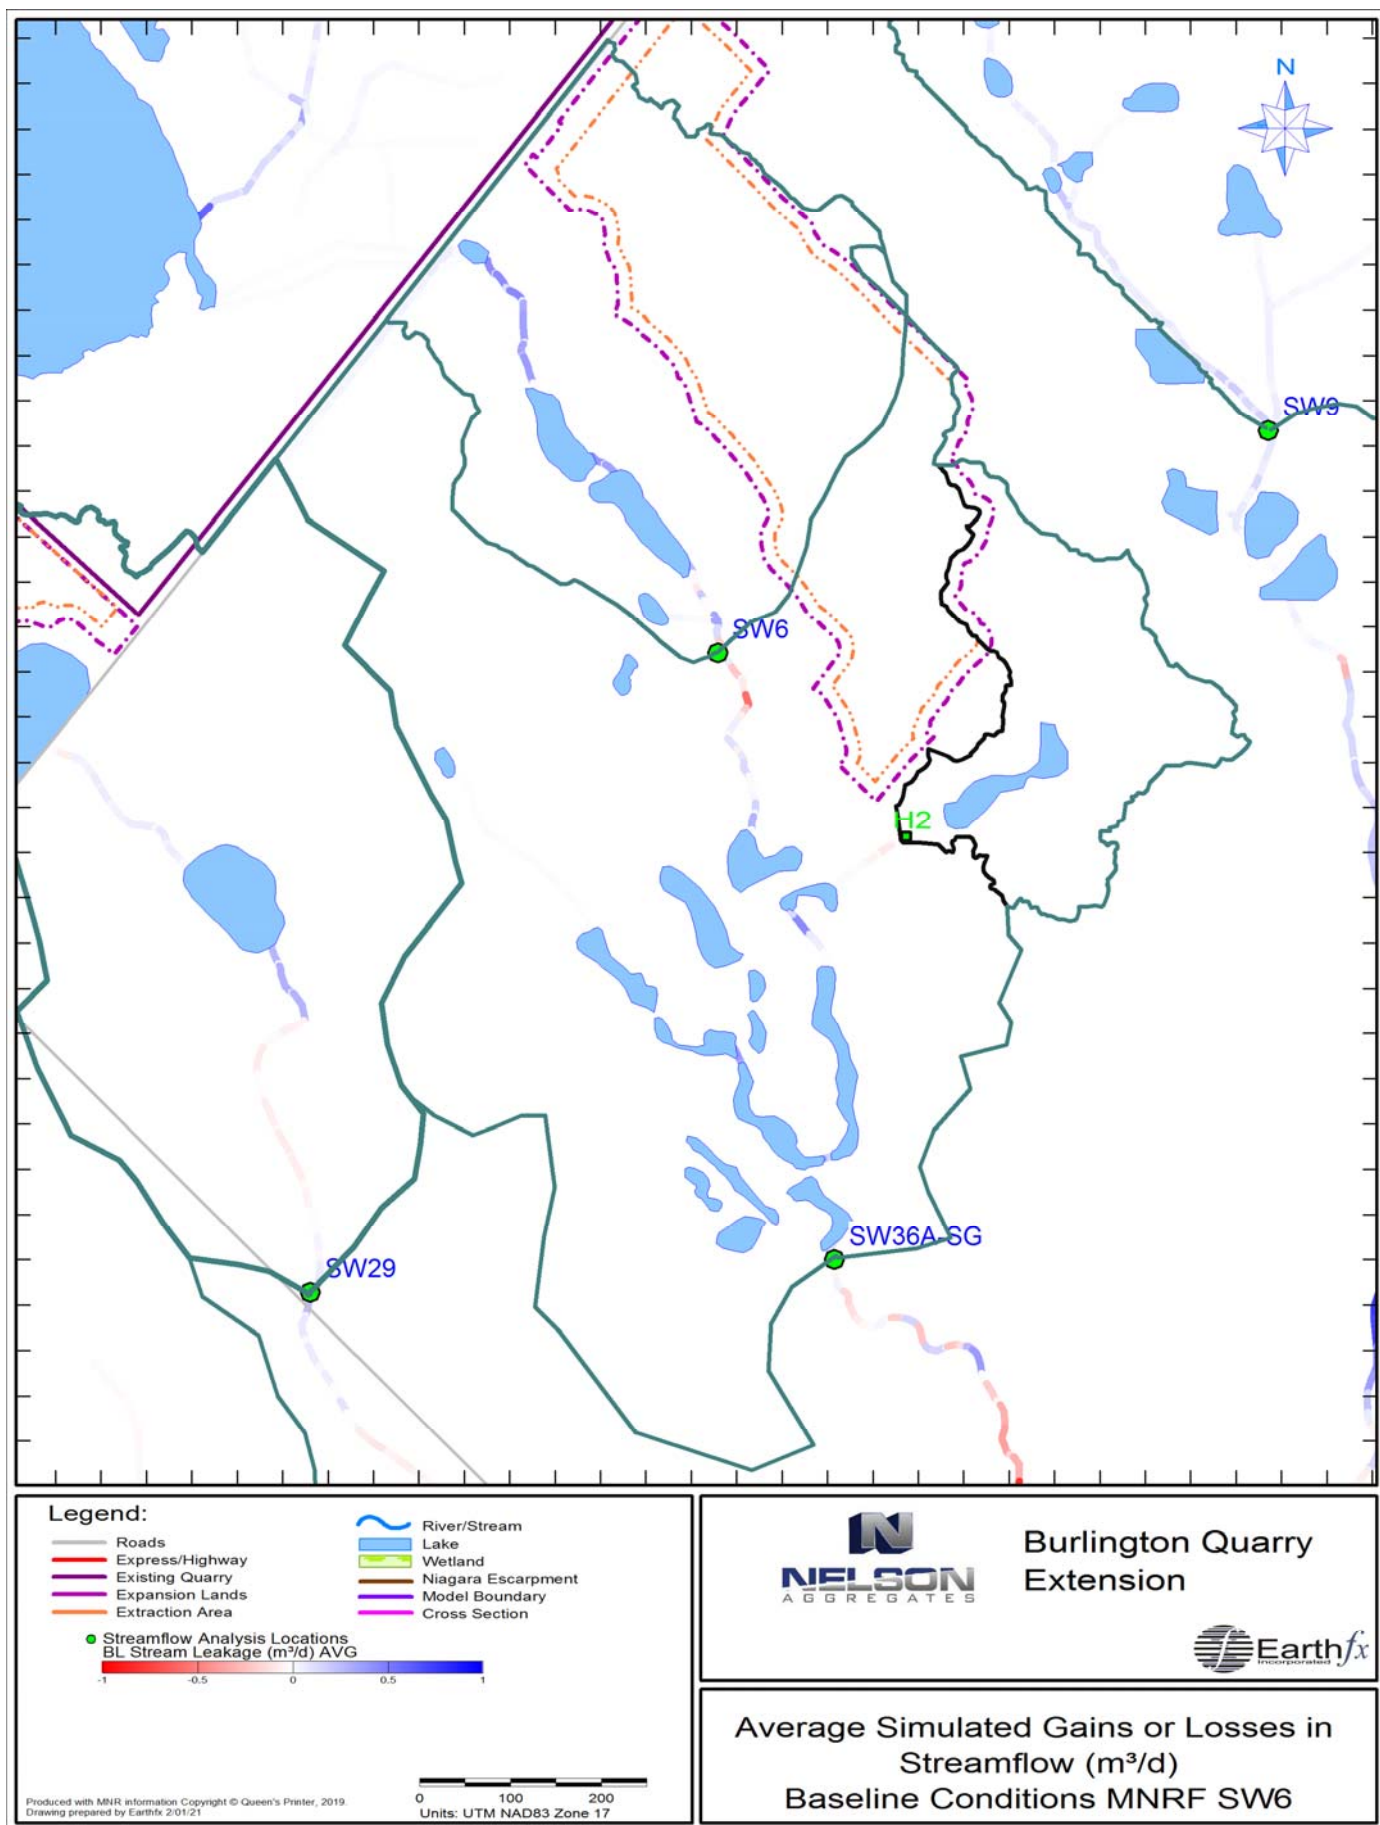 N
SW9
SW6
H2
SW36A-SG
SW29
Legend:
Roads
Express/Highway
Existing Quarry
Expansion Lands
Extraction Area
River/Stream
Lake
Wetland
Niagara Escarpment
Model Boundary
Cross Section
Streamflow Analysis Locations
BL Stream Leakage (m³/d) AVG
-1 -0.5 0 0.5 1
Produced with MNR information Copyright © Queen's Printer, 2019.
Drawing prepared by Earthfx 2/01/21
0 100 200
Units: UTM NAD83 Zone 17
N
NELSON
AGGREGATES
Burlington Quarry
Extension
Earthfx
Incorporated
Average Simulated Gains or Losses in
Streamflow (m³/d)
Baseline Conditions MNRF SW6